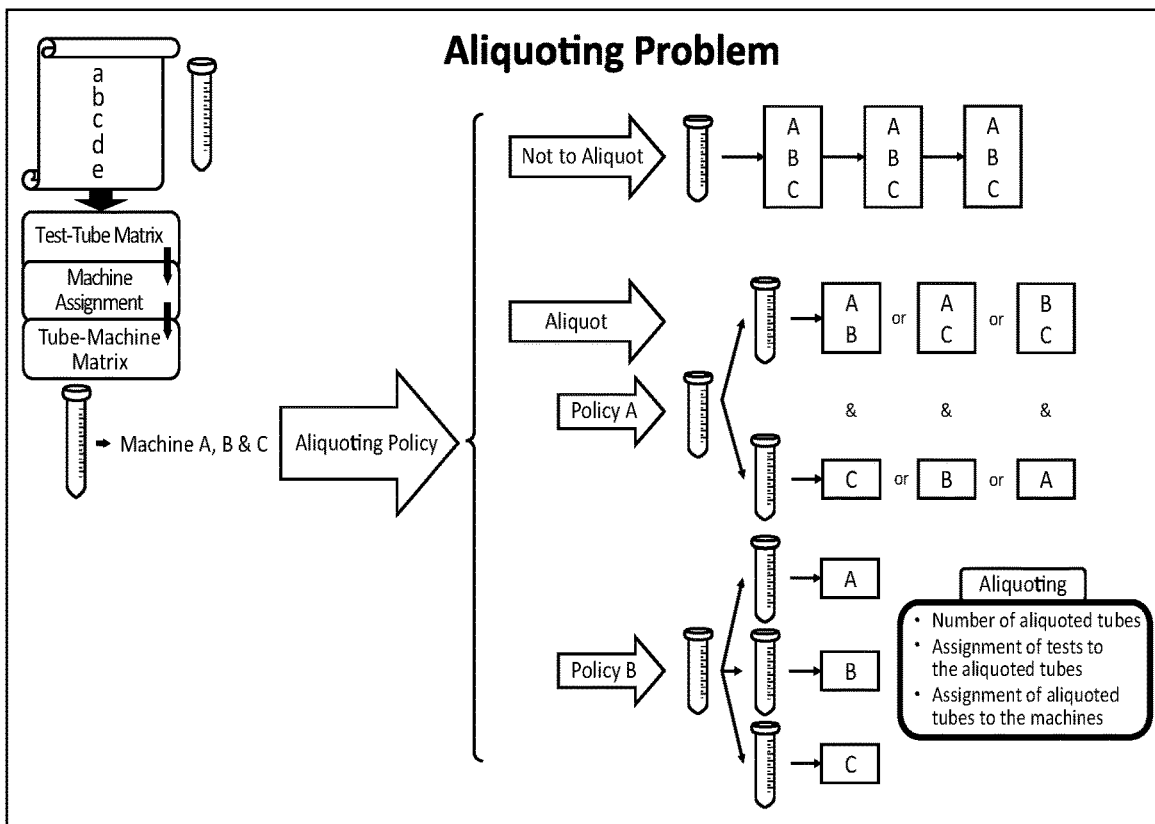 Aliquoting Problem
a
b
c
d
e
Test-Tube Matrix
Machine
Assignment
Tube-Machine
Matrix
Machine A, B & C
Aliquoting Policy
Not to Aliquot
A
B
C
A
B
C
A
B
C
Aliquot
Policy A
A
B
or
A
C
or
B
C
&
&
&
C
or
B
or
A
Policy B
A
B
C
Aliquoting
• Number of aliquoted tubes
• Assignment of tests to
the aliquoted tubes
• Assignment of aliquoted
tubes to the machines